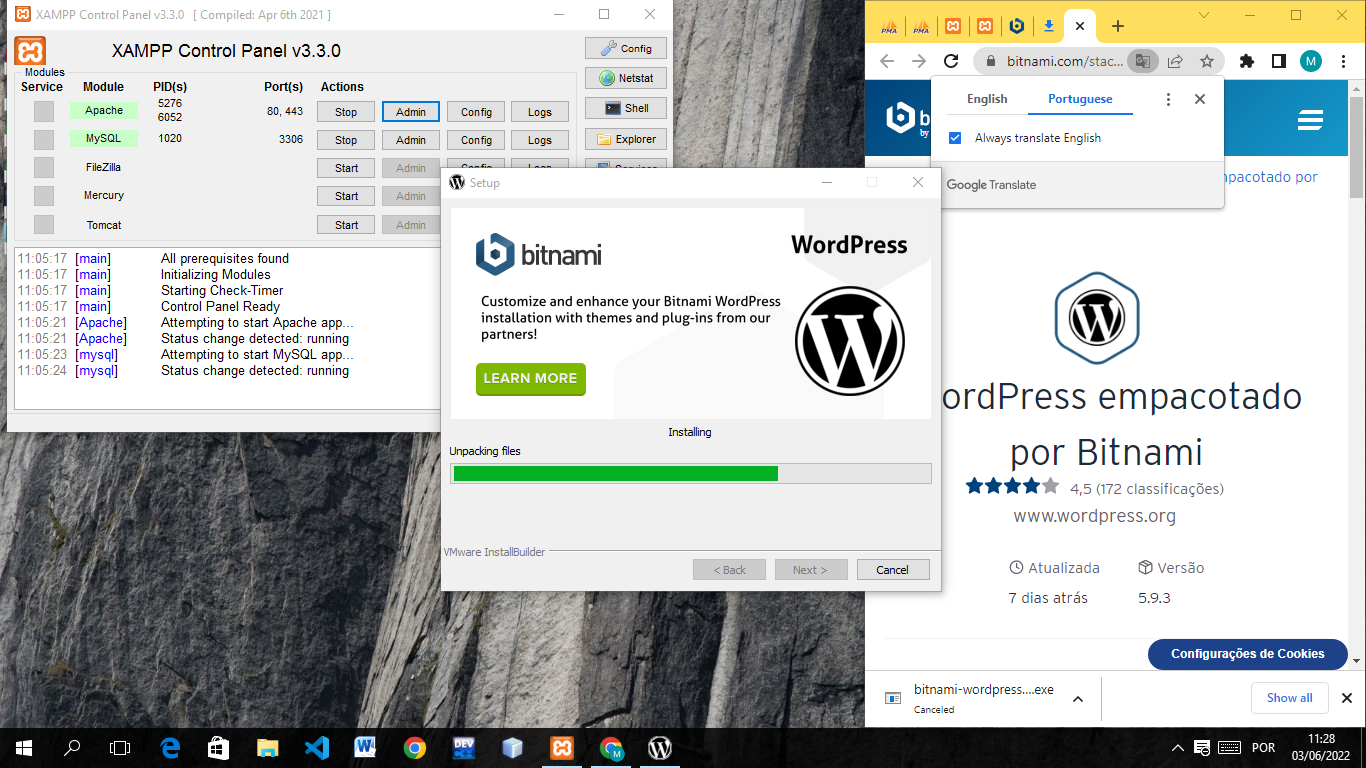 XAMPP Control Panel v3.3.0 [ Compiled: Apr 6th 2021 ]
XAMPP Control Panel v3.3.0
Config
Netstat
Shell
Explorer
Modules
Service Module PID(s) Port(s) Actions
Apache 5276 6052 80, 443 Stop Admin Config Logs
MySQL 1020 3306 Stop Admin Config Logs
FileZilla Start Admin
Mercury Start Admin
Tomcat Start Admin
11:05:17 [main] All prerequisites found
11:05:17 [main] Initializing Modules
11:05:17 [main] Starting Check-Timer
11:05:17 [main] Control Panel Ready
11:05:21 [Apache] Attempting to start Apache app...
11:05:21 [Apache] Status change detected: running
11:05:23 [mysql] Attempting to start MySQL app...
11:05:24 [mysql] Status change detected: running
Setup
bitnami
WordPress
Customize and enhance your Bitnami WordPress
installation with themes and plug-ins from our
partners!
LEARN MORE
Installing
Unpacking files
VMware InstallBuilder
< Back Next > Cancel
PMA PMA
bitnami.com/stac... M
b
by
English Portuguese
Always translate English
Google Translate
npacotado por
ordPress empacotado
por Bitnami
4,5 (172 classificações)
www.wordpress.org
Atualizada Versão
7 dias atrás 5.9.3
Configurações de Cookies
bitnami-wordpress....exe
Canceled
Show all
DEV
M
POR
11:28
03/06/2022